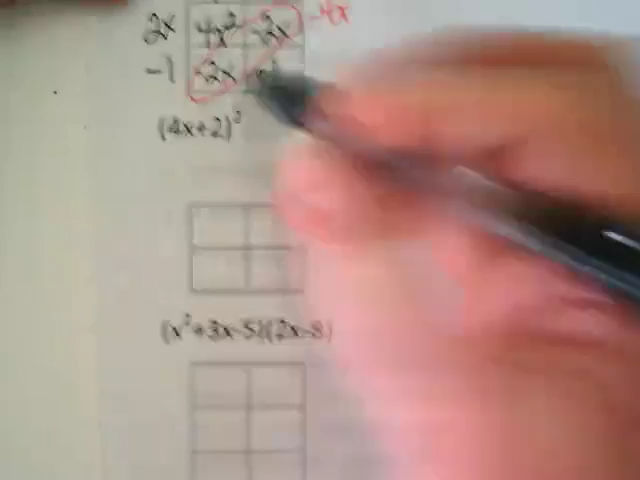 2x 4x² -2x -4x
-1 -2x
(4x+2)²
(x²+3x-5)(2x-8)